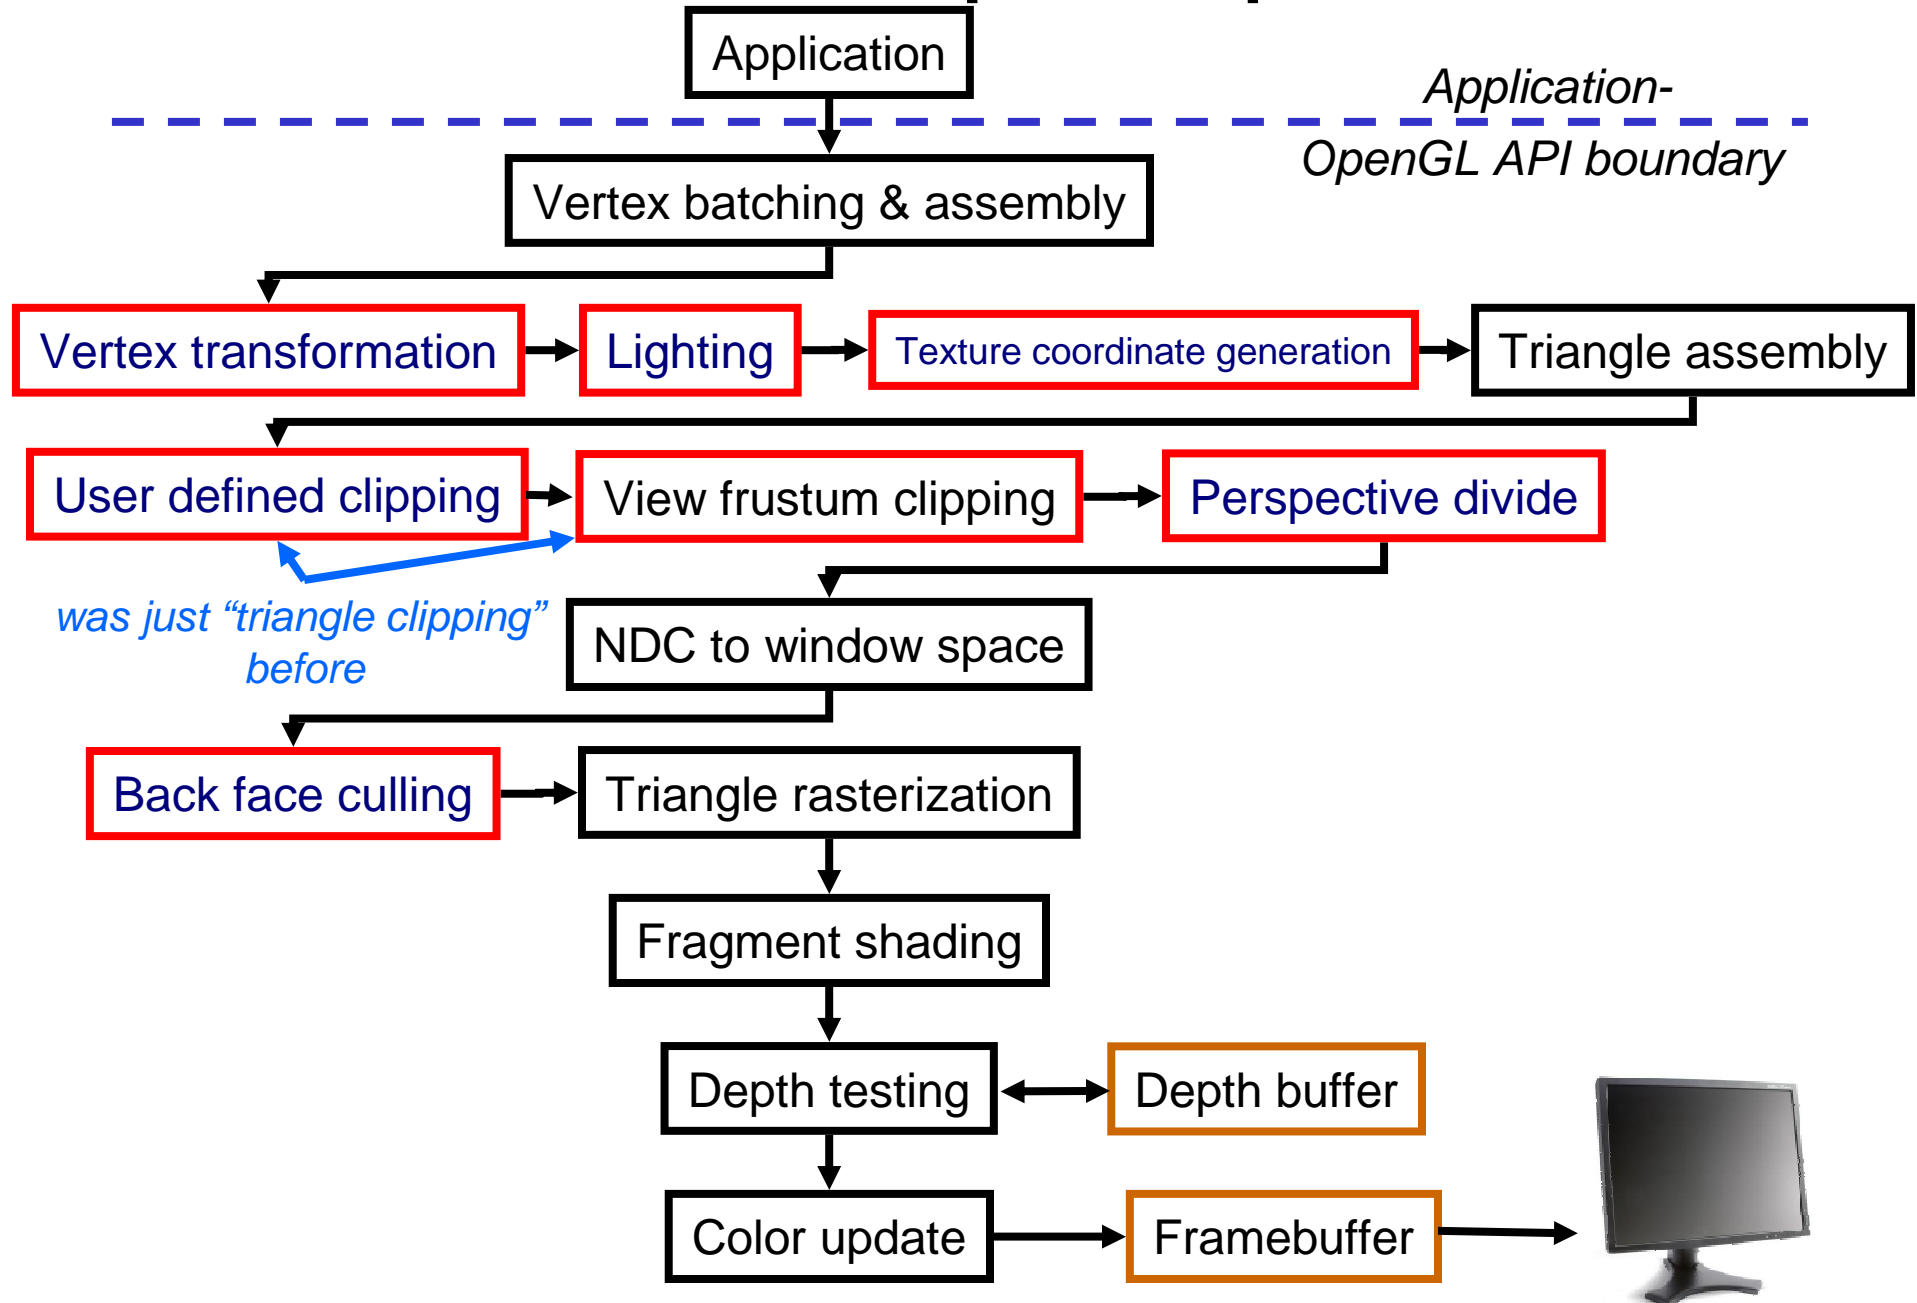 Application
Application-
OpenGL API boundary
Vertex batching & assembly
Vertex transformation
Lighting
Texture coordinate generation
Triangle assembly
User defined clipping
View frustum clipping
Perspective divide
was just “triangle clipping”
before
NDC to window space
Back face culling
Triangle rasterization
Fragment shading
Depth testing
Depth buffer
Color update
Framebuffer